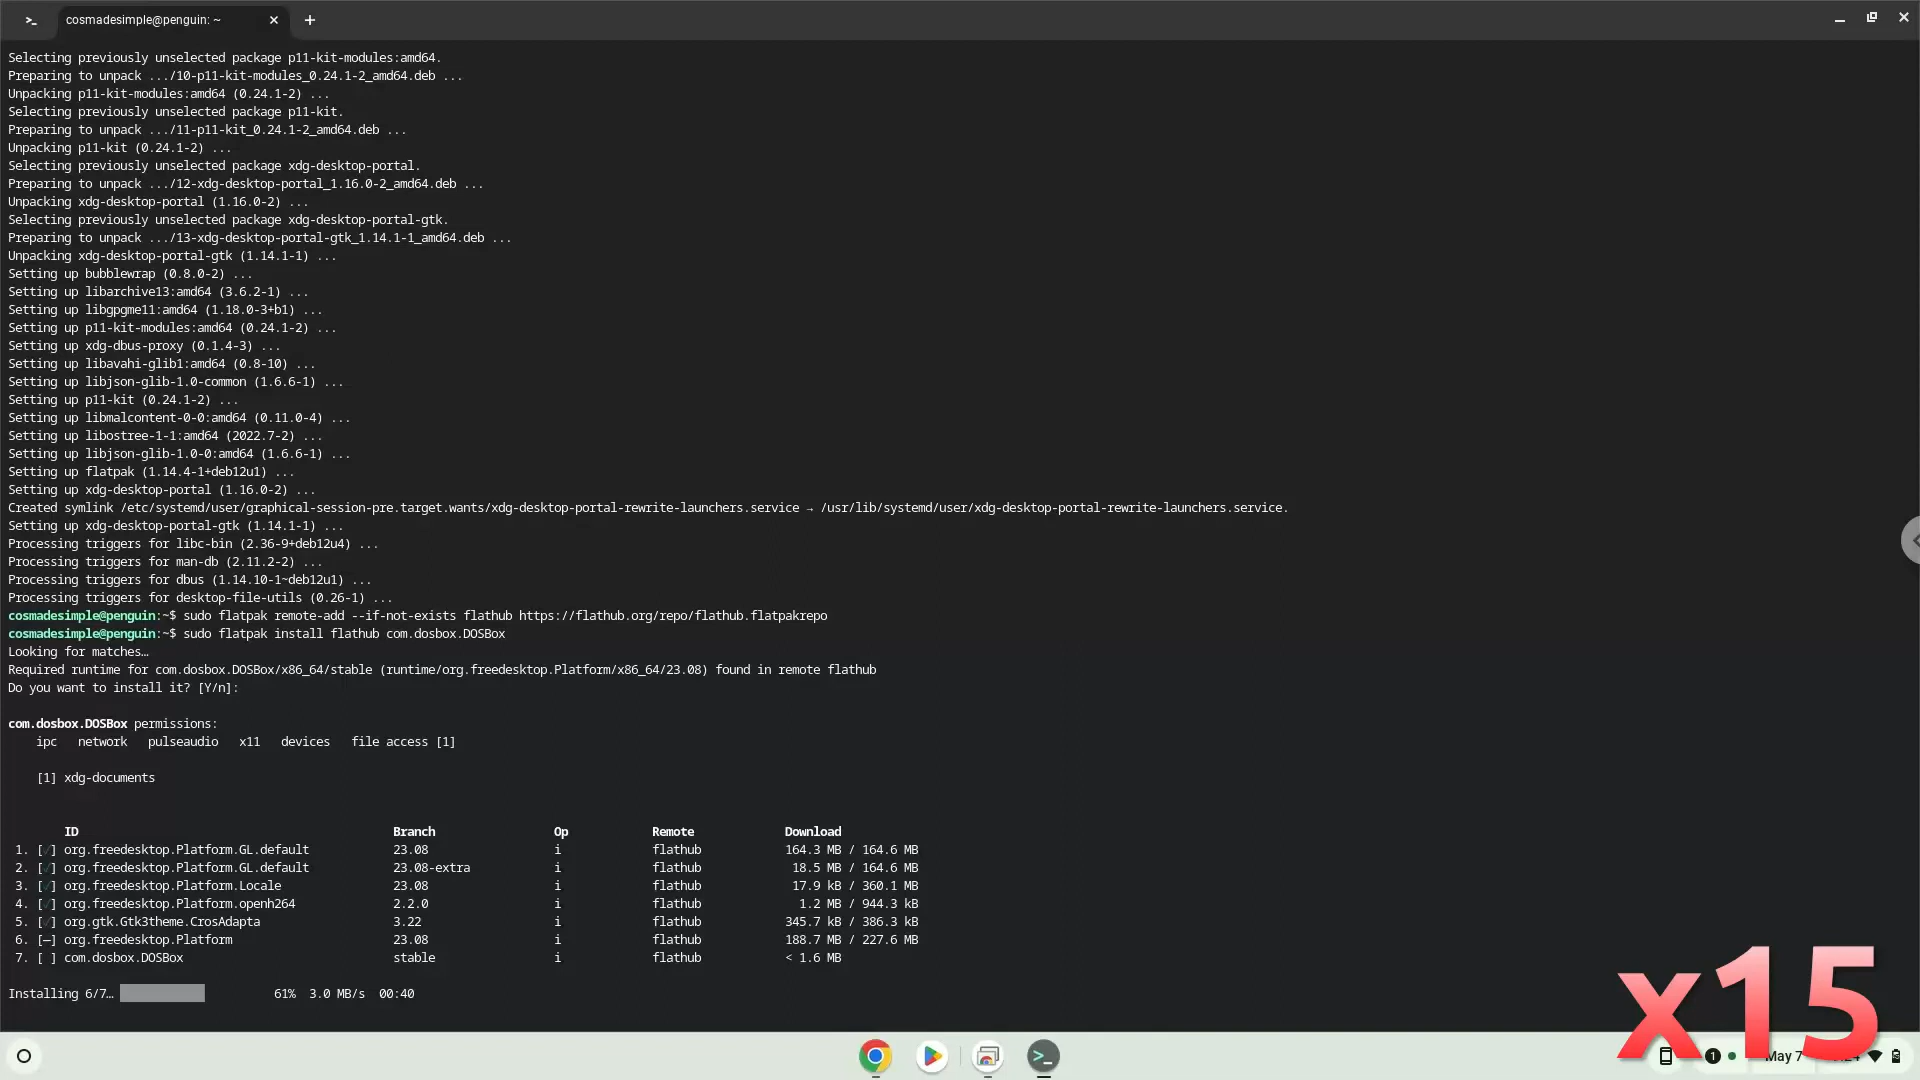 cosmadesimple@penguin: ~
Selecting previously unselected package p11-kit-modules:amd64.
Preparing to unpack .../10-p11-kit-modules_0.24.1-2_amd64.deb ...
Unpacking p11-kit-modules:amd64 (0.24.1-2) ...
Selecting previously unselected package p11-kit.
Preparing to unpack .../11-p11-kit_0.24.1-2_amd64.deb ...
Unpacking p11-kit (0.24.1-2) ...
Selecting previously unselected package xdg-desktop-portal.
Preparing to unpack .../12-xdg-desktop-portal_1.16.0-2_amd64.deb ...
Unpacking xdg-desktop-portal (1.16.0-2) ...
Selecting previously unselected package xdg-desktop-portal-gtk.
Preparing to unpack .../13-xdg-desktop-portal-gtk_1.14.1-1_amd64.deb ...
Unpacking xdg-desktop-portal-gtk (1.14.1-1) ...
Setting up bubblewrap (0.8.0-2) ...
Setting up libarchive13:amd64 (3.6.2-1) ...
Setting up libgpgme11:amd64 (1.18.0-3+b1) ...
Setting up p11-kit-modules:amd64 (0.24.1-2) ...
Setting up xdg-dbus-proxy (0.1.4-3) ...
Setting up libavahi-glib1:amd64 (0.8-10) ...
Setting up libjson-glib-1.0-common (1.6.6-1) ...
Setting up p11-kit (0.24.1-2) ...
Setting up libmalcontent-0-0:amd64 (0.11.0-4) ...
Setting up libostree-1-1:amd64 (2022.7-2) ...
Setting up libjson-glib-1.0-0:amd64 (1.6.6-1) ...
Setting up flatpak (1.14.4-1+deb12u1) ...
Setting up xdg-desktop-portal (1.16.0-2) ...
Created symlink /etc/systemd/user/graphical-session-pre.target.wants/xdg-desktop-portal-rewrite-launchers.service → /usr/lib/systemd/user/xdg-desktop-portal-rewrite-launchers.service.
Setting up xdg-desktop-portal-gtk (1.14.1-1) ...
Processing triggers for libc-bin (2.36-9+deb12u4) ...
Processing triggers for man-db (2.11.2-2) ...
Processing triggers for dbus (1.14.10-1~deb12u1) ...
Processing triggers for desktop-file-utils (0.26-1) ...
cosmadesimple@penguin:~$ sudo flatpak remote-add --if-not-exists flathub https://flathub.org/repo/flathub.flatpakrepo
cosmadesimple@penguin:~$ sudo flatpak install flathub com.dosbox.DOSBox
Looking for matches…
Required runtime for com.dosbox.DOSBox/x86_64/stable (runtime/org.freedesktop.Platform/x86_64/23.08) found in remote flathub
Do you want to install it? [Y/n]:
com.dosbox.DOSBox permissions:
ipc network pulseaudio x11 devices file access [1]
[1] xdg-documents
ID Branch Op Remote Download
1. [✓] org.freedesktop.Platform.GL.default 23.08 i flathub 164.3 MB / 164.6 MB
2. [✓] org.freedesktop.Platform.GL.default 23.08-extra i flathub 18.5 MB / 164.6 MB
3. [✓] org.freedesktop.Platform.Locale 23.08 i flathub 17.9 kB / 360.1 MB
4. [✓] org.freedesktop.Platform.openh264 2.2.0 i flathub 1.2 MB / 944.3 kB
5. [✓] org.gtk.Gtk3theme.CrosAdapta 3.22 i flathub 345.7 kB / 386.3 kB
6. [—] org.freedesktop.Platform 23.08 i flathub 188.7 MB / 227.6 MB
7. [ ] com.dosbox.DOSBox stable i flathub < 1.6 MB
Installing 6/7… 61% 3.0 MB/s 00:40
x15
1 May 7